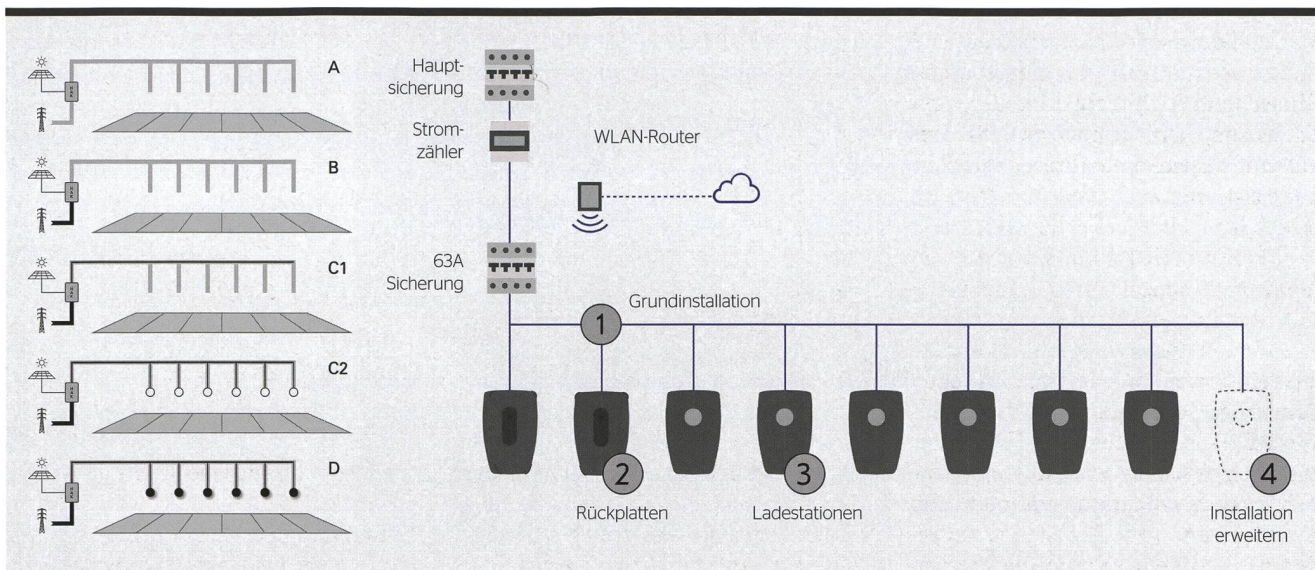 A
B
C1
C2
D
Haupt-
sicherung
Strom-
zähler
WLAN-Router
63A
Sicherung
Grundinstallation
1
2
3
4
Rückplatten
Ladestationen
Installation
erweitern